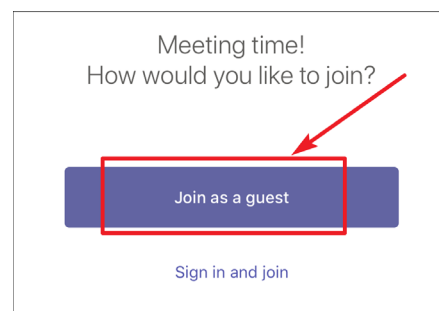 Meeting time!
How would you like to join?
Join as a guest
Sign in and join